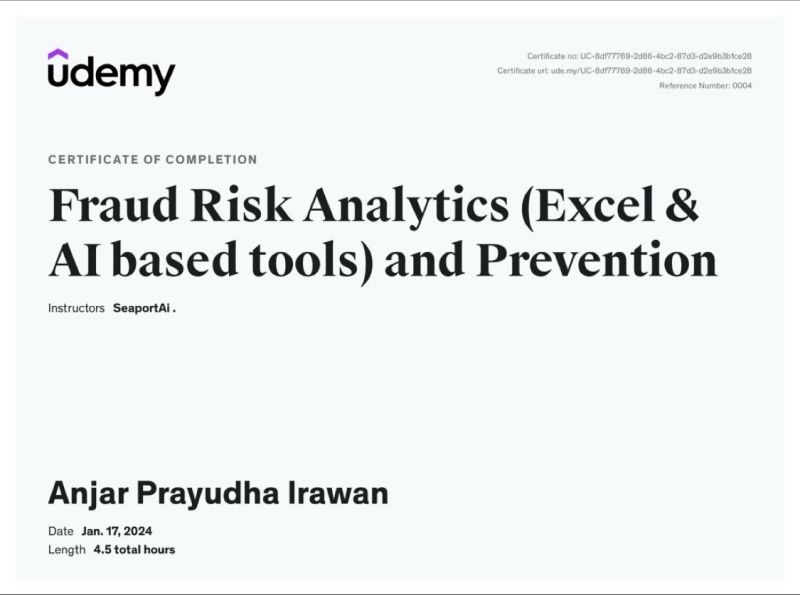 udemy
Certificate no: UC-8df77769-2d86-4bc2-87d3-d2e9b3b1ce28
Certificate url: ude.my/UC-8df77769-2d86-4bc2-87d3-d2e9b3b1ce28
Reference Number: 0004
CERTIFICATE OF COMPLETION
Fraud Risk Analytics (Excel &
AI based tools) and Prevention
Instructors SeaportAi .
Anjar Prayudha Irawan
Date Jan. 17, 2024
Length 4.5 total hours